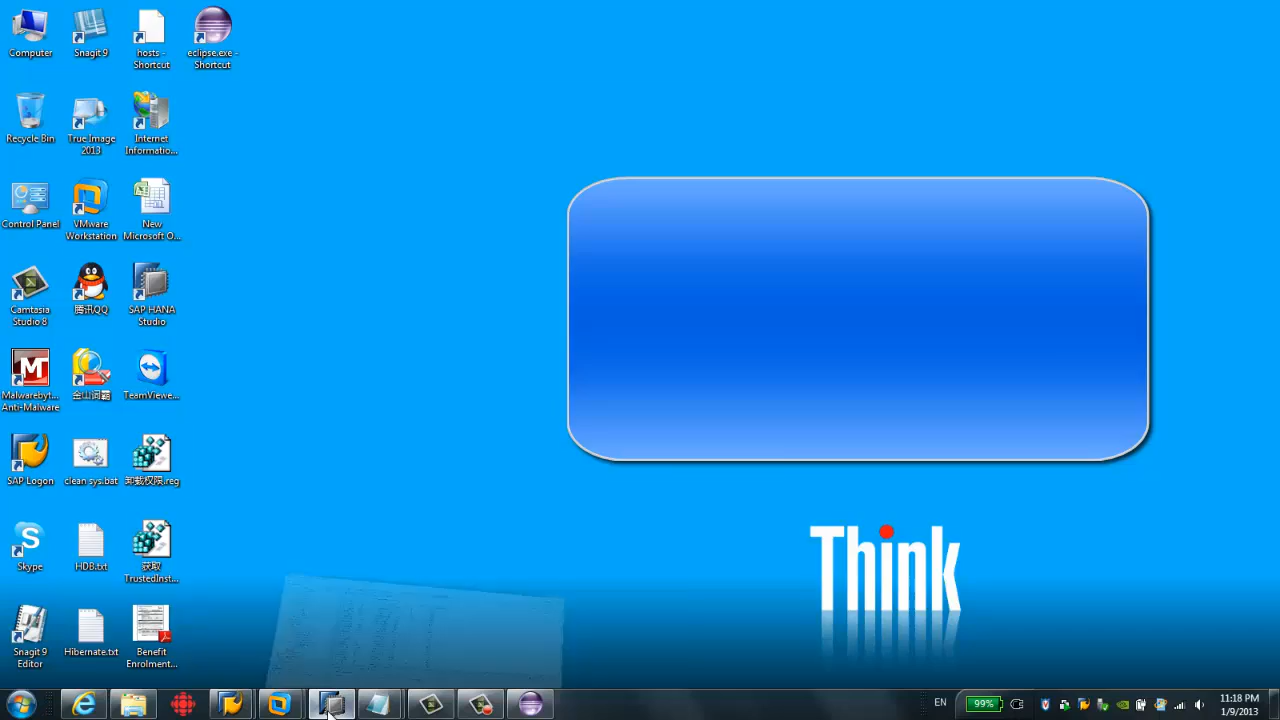 Computer
Snagit 9
hosts -
Shortcut
eclipse.exe -
Shortcut
Recycle Bin
True Image
2013
Internet
Informatio...
Control Panel
VMware
Workstation
New
Microsoft O...
Camtasia
Studio 8
腾讯QQ
SAP HANA
Studio
Malwareby t...
Anti-Malware
金山词霸
TeamViewe...
SAP Logon
clean sys.bat
卸载权限.reg
Skype
HDB.txt
获取
TrustedInst...
Snagit 9
Editor
Hibernate.txt
Benefit
Enrolment...
Think
EN
99%
11:18 PM
1/9/2013